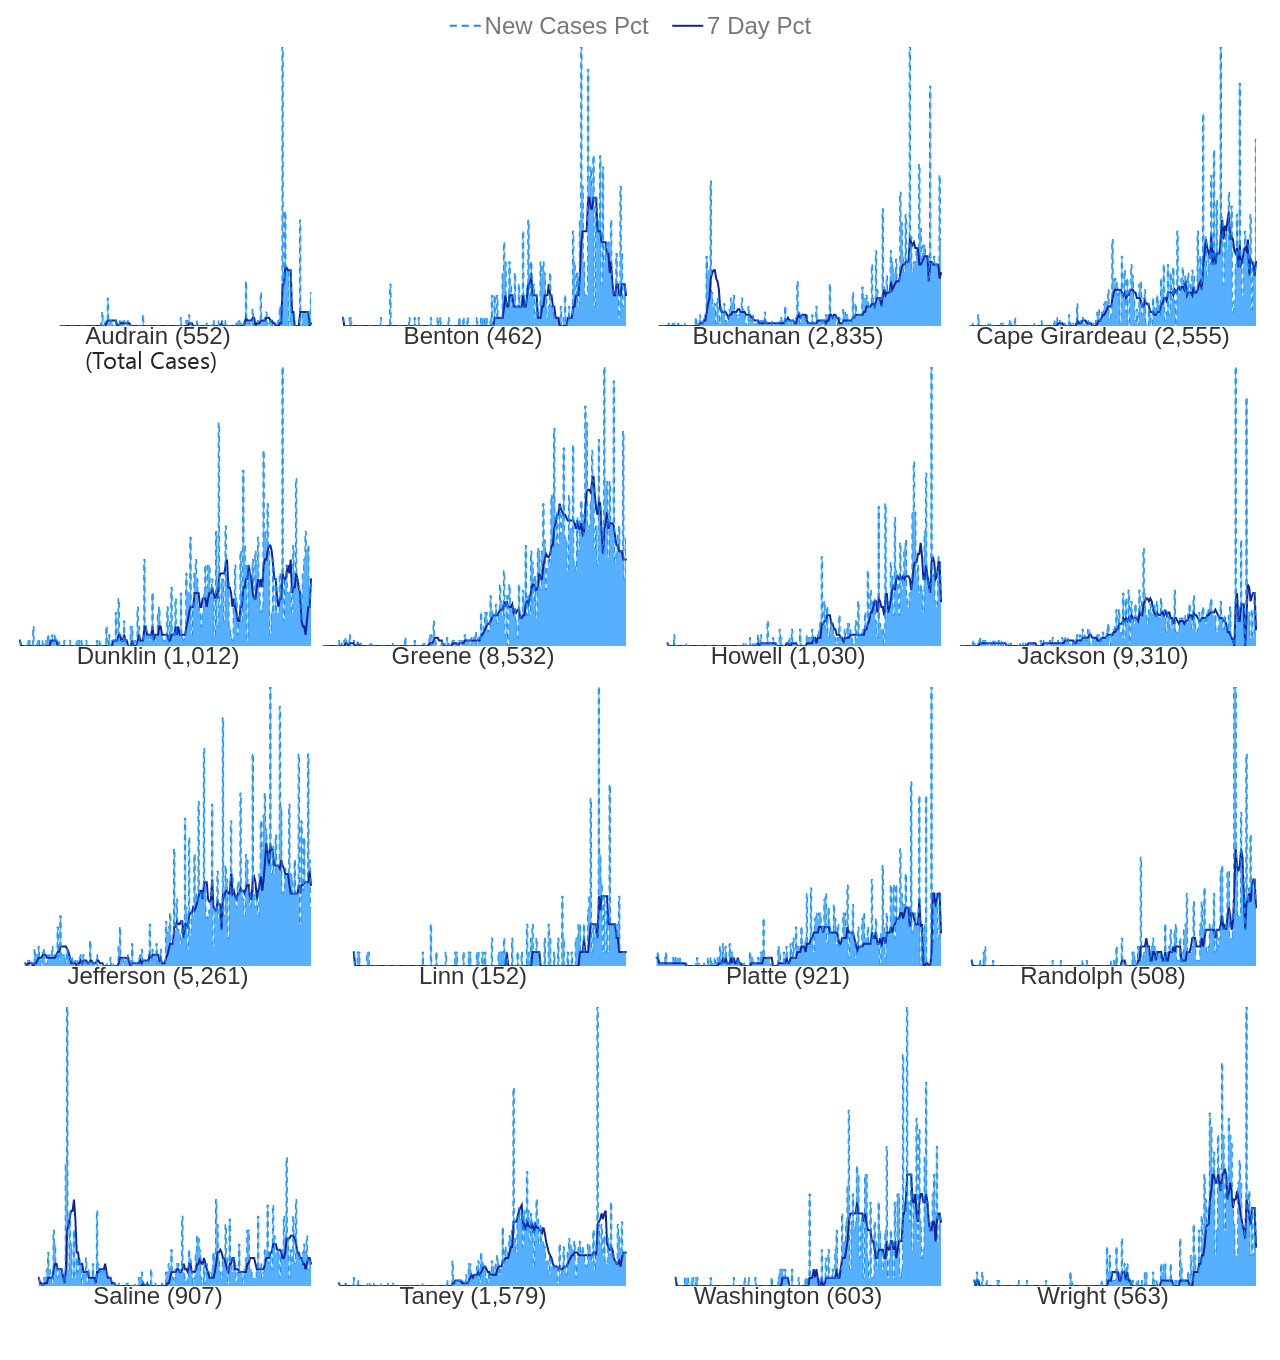 New Cases Pct 7 Day Pct
Audrain (552)
(Total Cases)
Benton (462)
Buchanan (2,835)
Cape Girardeau (2,555)
Dunklin (1,012)
Greene (8,532)
Howell (1,030)
Jackson (9,310)
Jefferson (5,261)
Linn (152)
Platte (921)
Randolph (508)
Saline (907)
Taney (1,579)
Washington (603)
Wright (563)